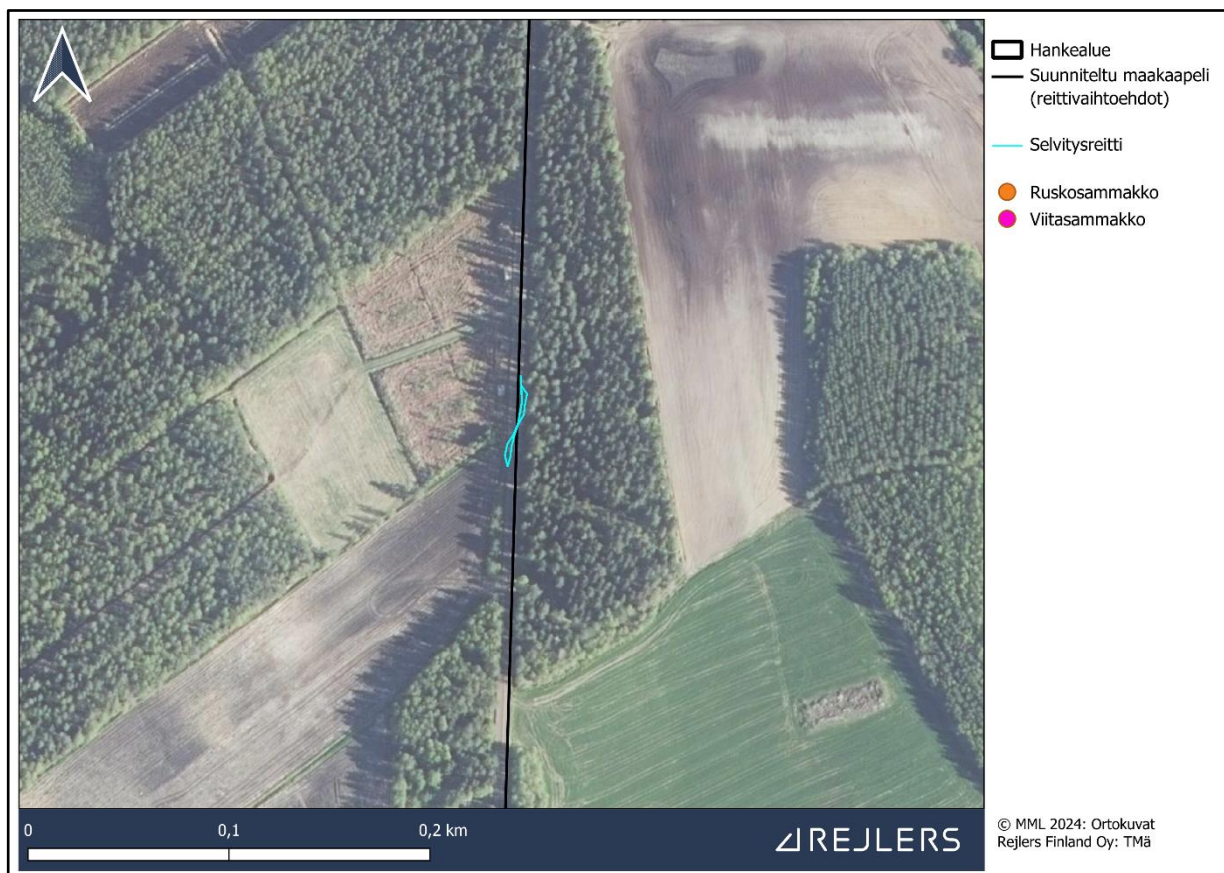 Hankealue
Suunniteltu maakaapeli
(reittivaihtoehdot)
Selvitysreitti
Ruskosammakko
Viitasammakko
0
0,1
0,2 km
REJLERS
© MML 2024: Ortokuvat
Rejlers Finland Oy: TMä